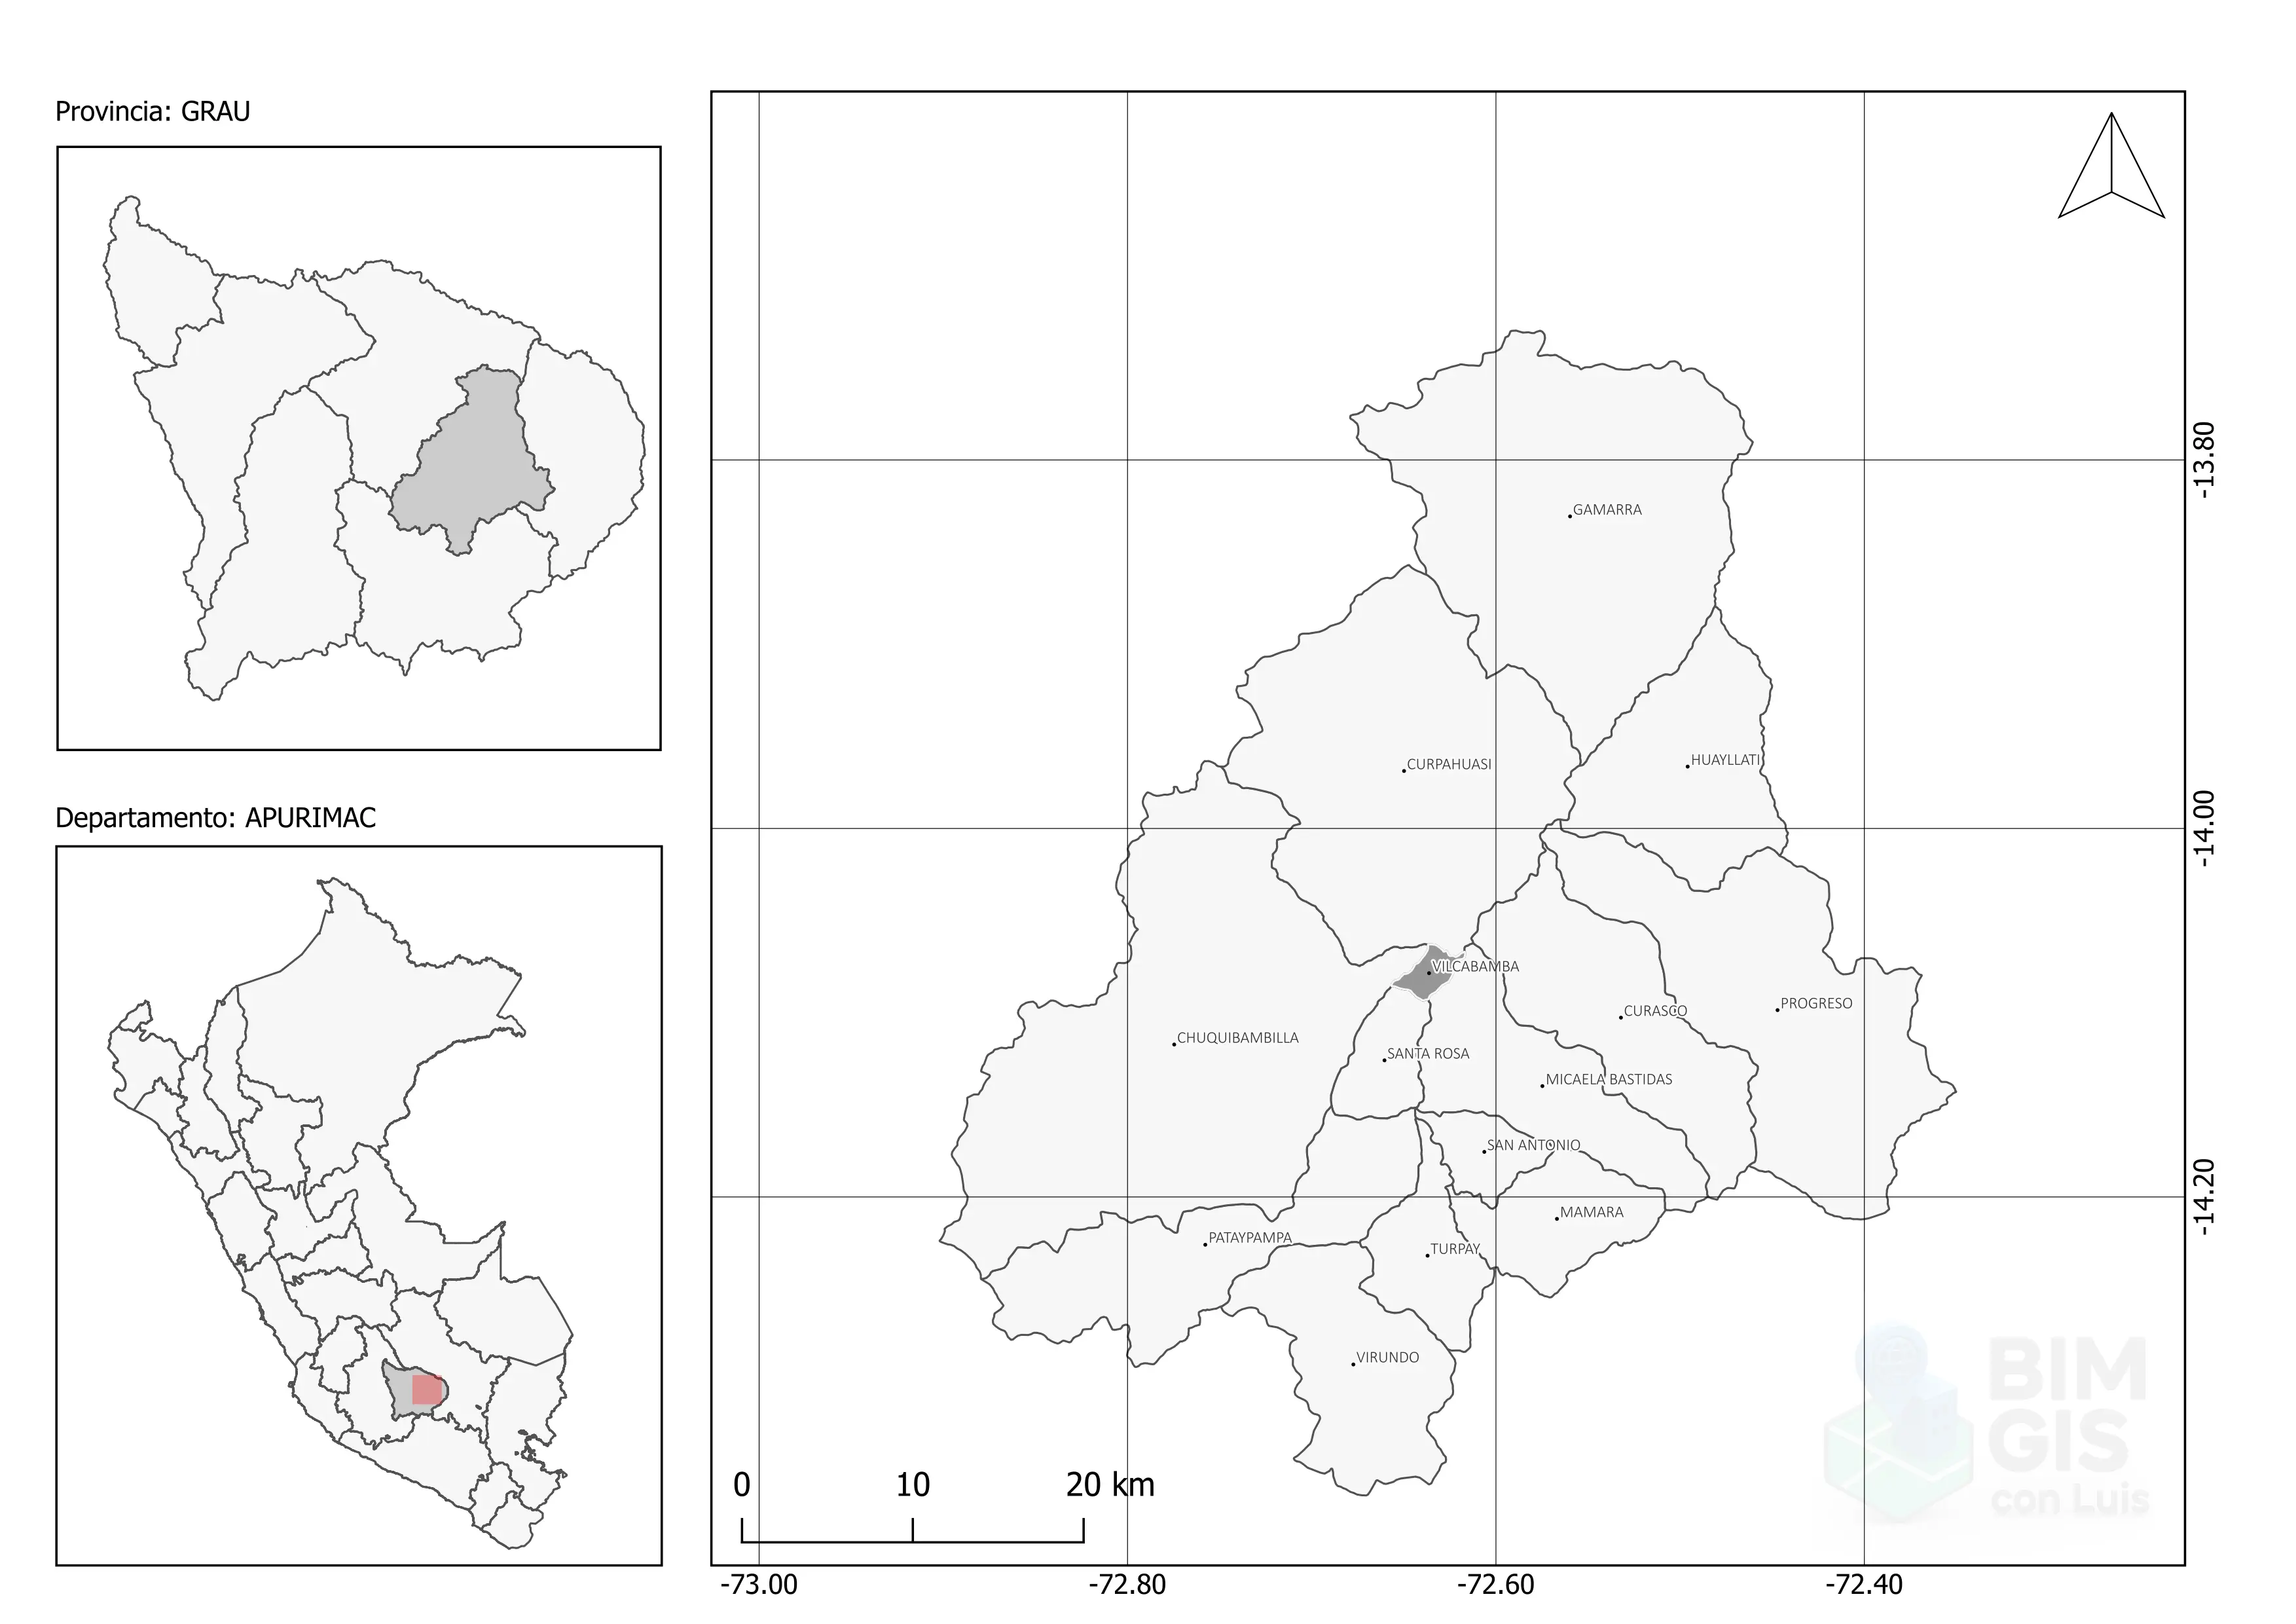 Provincia: GRAU
Departamento: APURIMAC
GAMARRA
CURPAHUASI
HUAYLLATI
VILCABAMBA
CHUQUIBAMBILLA
SANTA ROSA
CURASCO
PROGRESO
MICAELA BASTIDAS
SAN ANTONIO
MAMARA
PATAYPAMPA
TURPAY
VIRUNDO
-13.80
-14.00
-14.20
0 10 20 km
-73.00 -72.80 -72.60 -72.40
BIM
GIS
con Luis